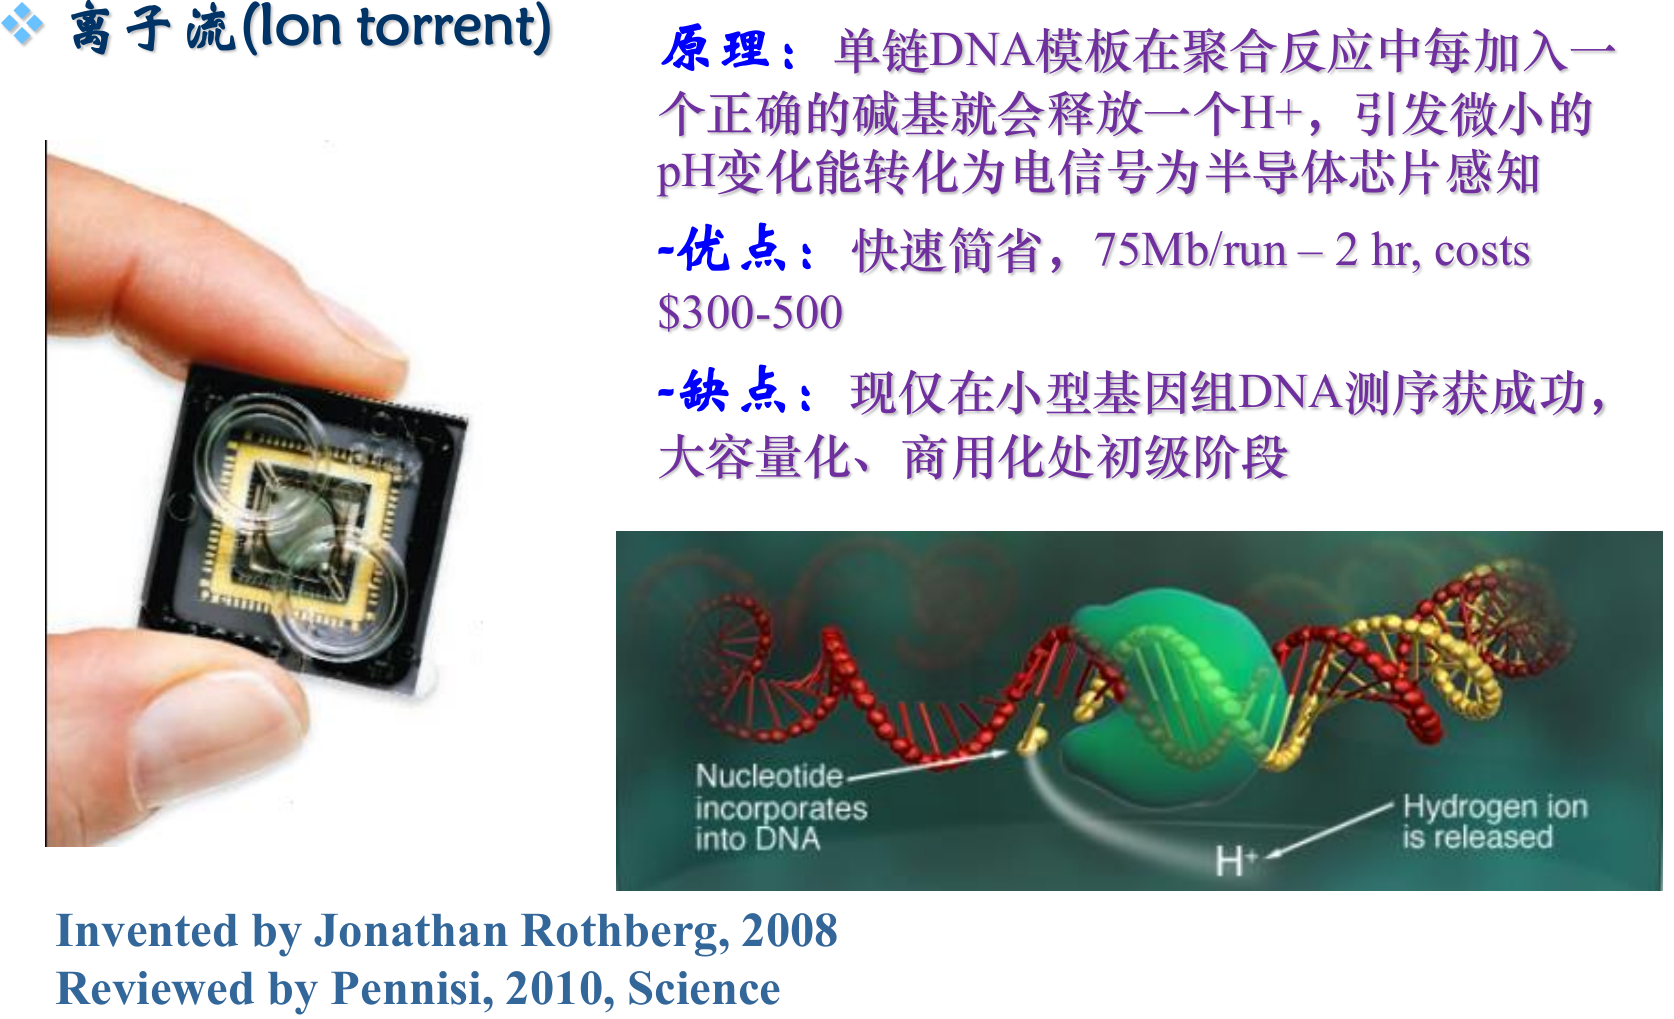 离子流(Ion torrent)
原理： 单链DNA模板在聚合反应中每加入一
个正确的碱基就会释放一个H+，引发微小的
pH变化能转化为电信号为半导体芯片感知
-优点： 快速简省，75Mb/run – 2 hr, costs
$300-500
-缺点： 现仅在小型基因组DNA测序获成功，
大容量化、商用化处初级阶段
Nucleotide
incorporates
into DNA
Hydrogen ion
is released
H+
Invented by Jonathan Rothberg, 2008
Reviewed by Pennisi, 2010, Science